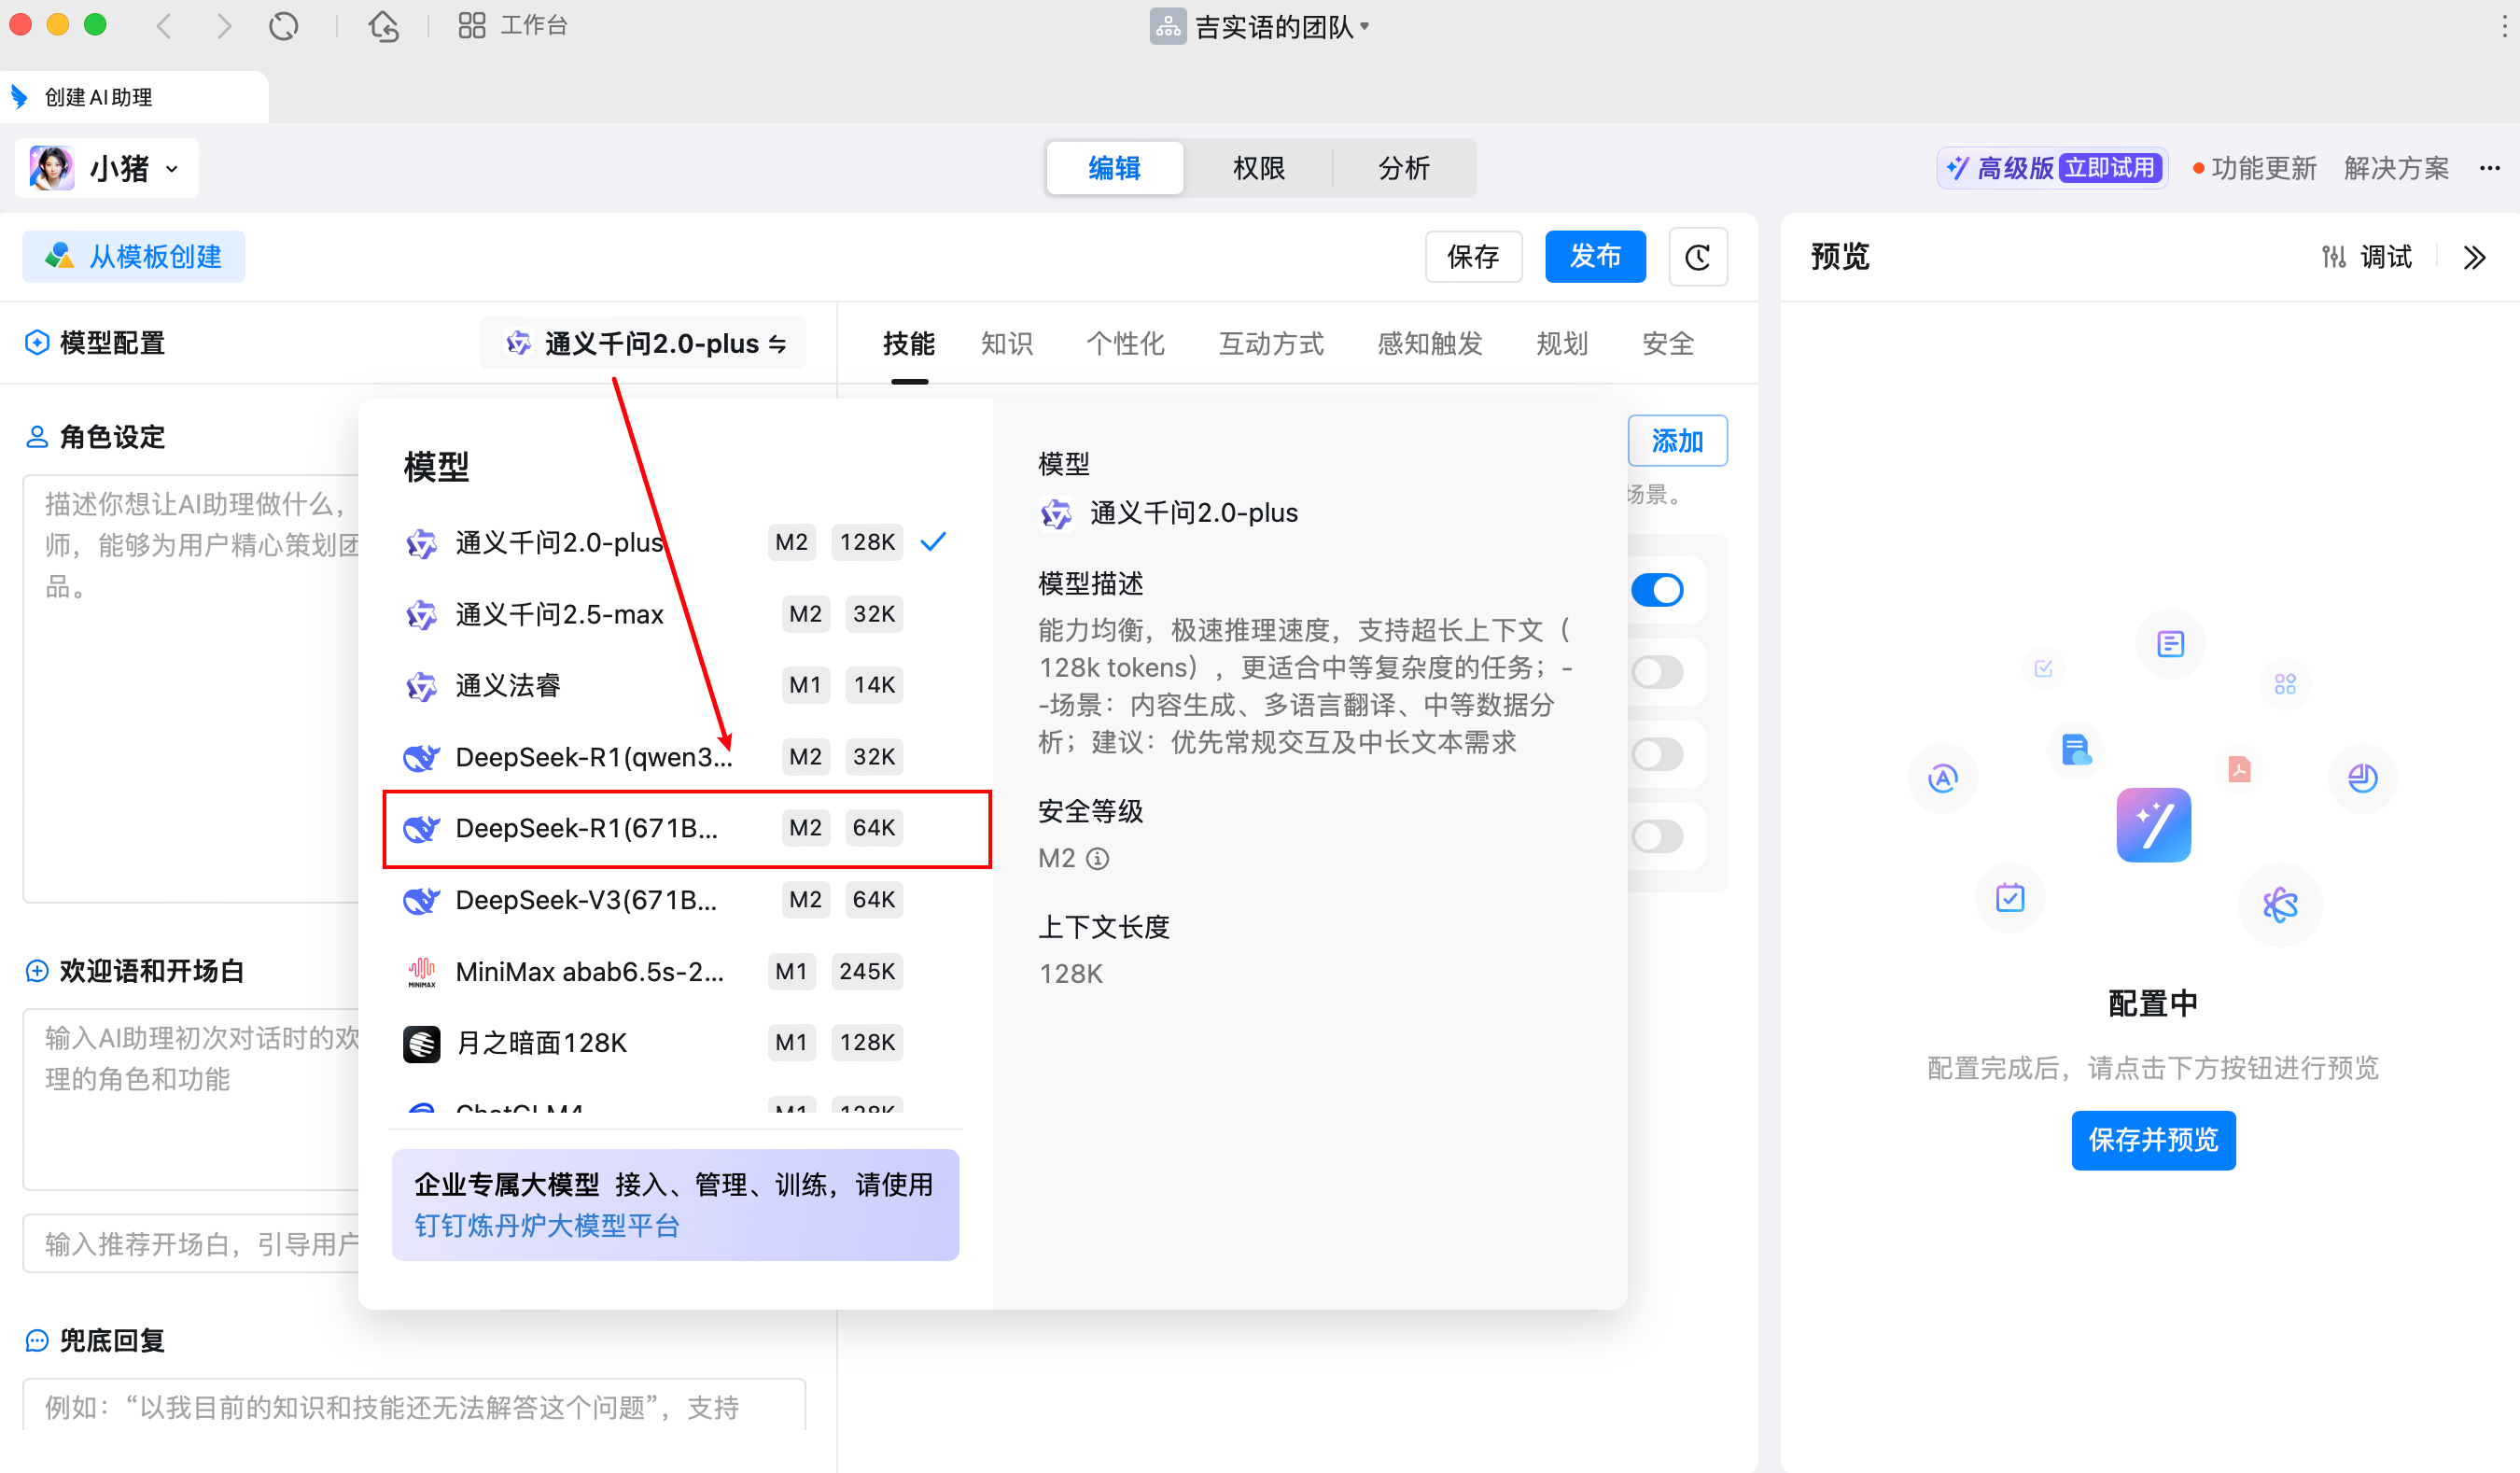 工作台
吉实语的团队
创建AI助理
小猪
编辑
权限
分析
高级版
立即试用
功能更新
解决方案
从模板创建
保存
发布
预览
调试
模型配置
通义千问2.0-plus
技能
知识
个性化
互动方式
感知触发
规划
安全
角色设定
描述你想让AI助理做什么，
师，能够为用户精心策划团
品。
添加
场景。
模型
通义千问2.0-plus
M2
128K
通义千问2.5-max
M2
32K
通义法睿
M1
14K
DeepSeek-R1(qwen3...
M2
32K
DeepSeek-R1(671B...
M2
64K
DeepSeek-V3(671B...
M2
64K
MINIMAX
MiniMax abab6.5s-2...
M1
245K
月之暗面128K
M1
128K
ChatGLM4
M1
128K
企业专属大模型 接入、管理、训练，请使用
钉钉炼丹炉大模型平台
模型
通义千问2.0-plus
模型描述
能力均衡，极速推理速度，支持超长上下文（
128k tokens），更适合中等复杂度的任务；-
-场景：内容生成、多语言翻译、中等数据分
析；建议：优先常规交互及中长文本需求
安全等级
M2
上下文长度
128K
欢迎语和开场白
输入AI助理初次对话时的欢
理的角色和功能
输入推荐开场白，引导用户
兜底回复
例如：“以我目前的知识和技能还无法解答这个问题”，支持
配置中
配置完成后，请点击下方按钮进行预览
保存并预览